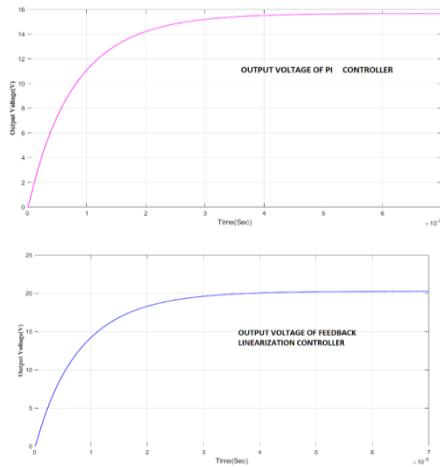 16
14
12
10
8
6
4
2
0
Output Voltage(V)
OUTPUT VOLTAGE OF PI CONTROLLER
0 1 2 3 4 5 6
Time(Sec)
25
20
15
10
5
0
Output Voltage(V)
OUTPUT VOLTAGE OF FEEDBACK
LINEARIZATION CONTROLLER
0 1 2 3 4 5 6 7
Time(Sec)
×10⁻⁵